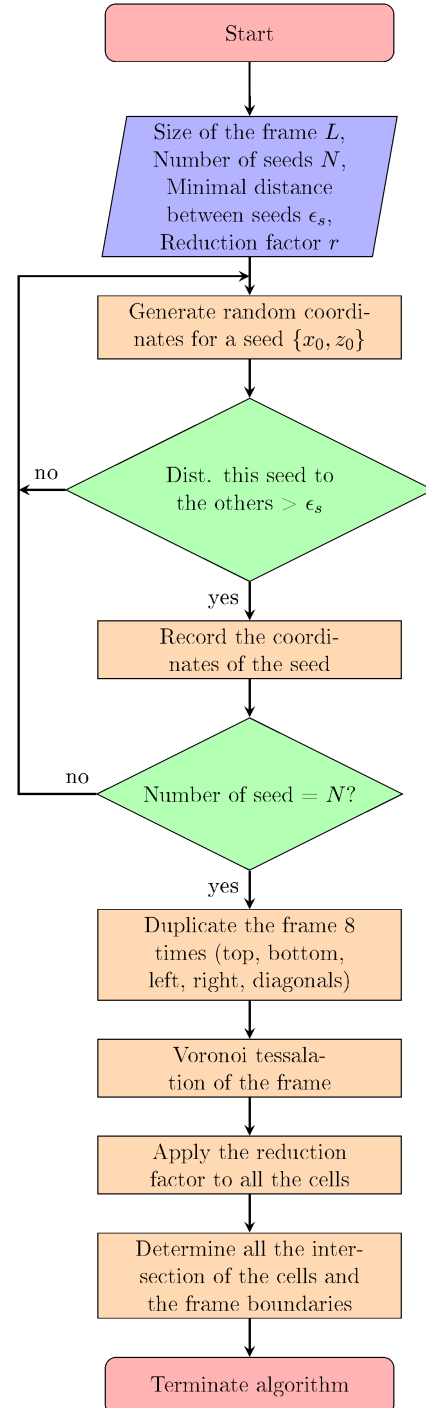 Start
Size of the frame L,
Number of seeds N,
Minimal distance
between seeds ϵₛ,
Reduction factor r
Generate random coordi-
nates for a seed {x₀, z₀}
Dist. this seed to
the others > ϵₛ
no
yes
Record the coordi-
nates of the seed
no
Number of seed = N?
yes
Duplicate the frame 8
times (top, bottom,
left, right, diagonals)
Voronoi tessala-
tion of the frame
Apply the reduction
factor to all the cells
Determine all the inter-
section of the cells and
the frame boundaries
Terminate algorithm